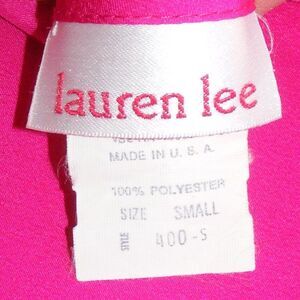 lauren lee
MADE IN U.S.A.
100% POLYESTER
SIZE SMALL
STYLE 400-S